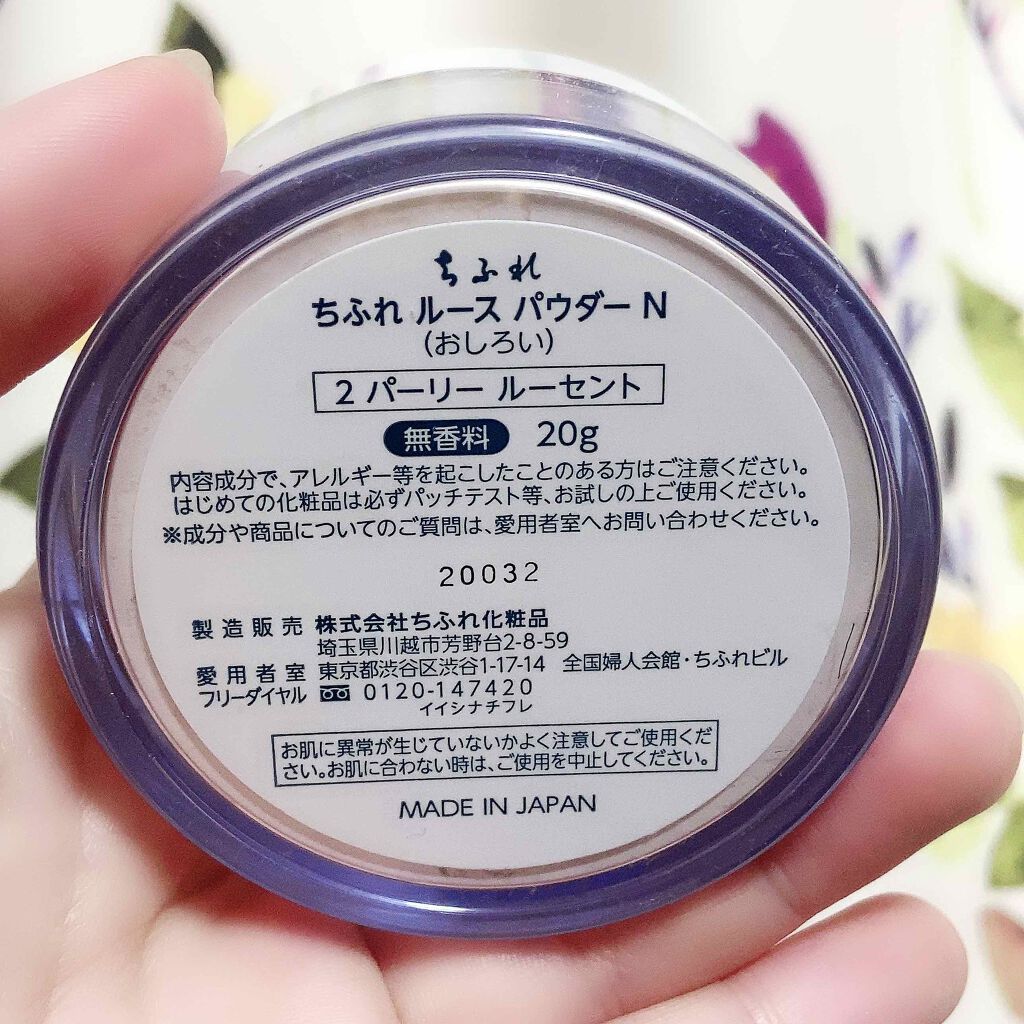 ちふれ
ちふれ ルース パウダー N
(おしろい)
2 パーリー ルーセント
無香料 20g
内容成分で、アレルギー等を起こしたことのある方はご注意ください。
はじめての化粧品は必ずパッチテスト等、お試しの上ご使用ください。
※成分や商品についてのご質問は、愛用者室へお問い合わせください。
20032
製造販売 株式会社ちふれ化粧品
埼玉県川越市芳野台2-8-59
愛用者室 東京都渋谷区渋谷1-17-14 全国婦人会館・ちふれビル
フリーダイヤル 0120-147420
イイシナチフレ
お肌に異常が生じていないかよく注意してご使用くだ
さい。お肌に合わない時は、ご使用を中止してください。
MADE IN JAPAN